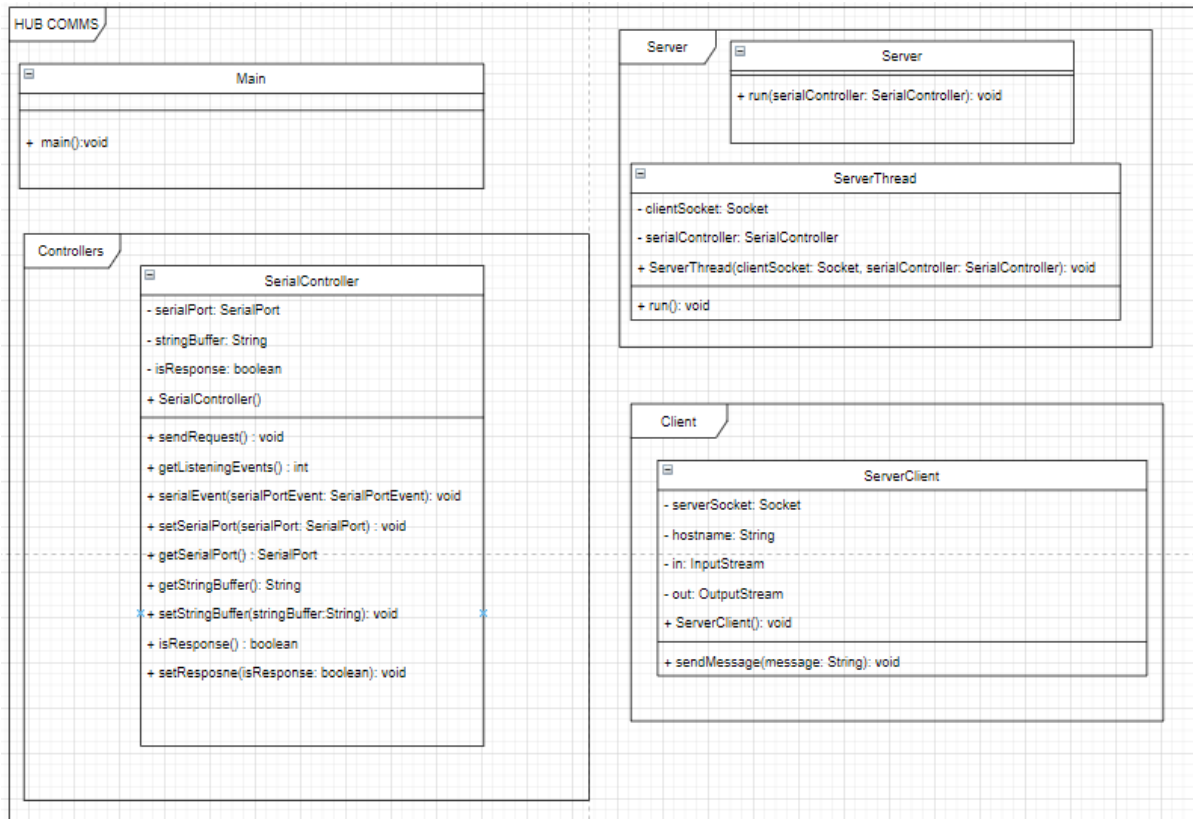 HUB COMMS
Main
+ main():void
Controllers
SerialController
- serialPort: SerialPort
- stringBuffer: String
- isResponse: boolean
+ SerialController()
+ sendRequest() : void
+ getListeningEvents() : int
+ serialEvent(serialPortEvent: SerialPortEvent): void
+ setSerialPort(serialPort: SerialPort) : void
+ getSerialPort() : SerialPort
+ getStringBuffer(): String
+ setStringBuffer(stringBuffer:String): void
+ isResponse() : boolean
+ setResposne(isResponse: boolean): void
Server
Server
+ run(serialController: SerialController): void
ServerThread
- clientSocket: Socket
- serialController: SerialController
+ ServerThread(clientSocket: Socket, serialController: SerialController): void
+ run(): void
Client
ServerClient
- serverSocket: Socket
- hostname: String
- in: InputStream
- out: OutputStream
+ ServerClient(): void
+ sendMessage(message: String): void